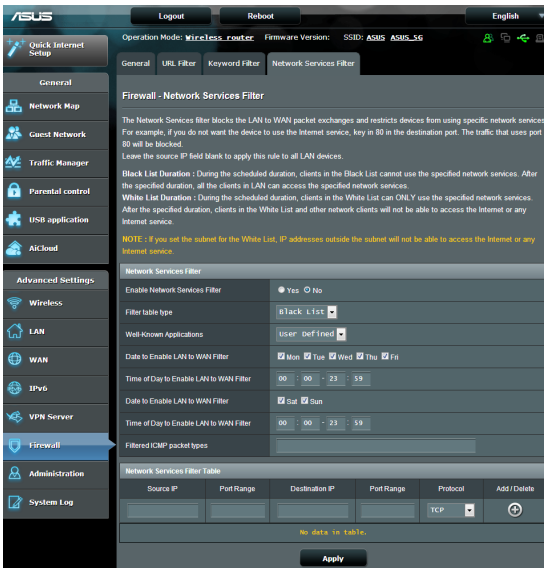 ASUS
Logout
Reboot
English
Quick Internet Setup
Operation Mode: Wireless router Firmware Version: SSID: ASUS ASUS_5G
General
URL Filter
Keyword Filter
Network Services Filter
General
Network Map
Guest Network
Traffic Manager
Parental control
USB application
AiCloud
Advanced Settings
Wireless
LAN
WAN
IPv6
VPN Server
Firewall
Administration
System Log
Firewall - Network Services Filter
The Network Services filter blocks the LAN to WAN packet exchanges and restricts devices from using specific network services.
For example, if you do not want the device to use the Internet service, key in 80 in the destination port. The traffic that uses port
80 will be blocked.
Leave the source IP field blank to apply this rule to all LAN devices.
Black List Duration : During the scheduled duration, clients in the Black List cannot use the specified network services. After
the specified duration, all the clients in LAN can access the specified network services.
White List Duration : During the scheduled duration, clients in the White List can ONLY use the specified network services.
After the specified duration, clients in the White List and other network clients will not be able to access the Internet or any
Internet service.
NOTE : If you set the subnet for the White List, IP addresses outside the subnet will not be able to access the Internet or any
Internet service.
Network Services Filter
Enable Network Services Filter Yes No
Filter table type Black List
Well-Known Applications User Defined
Date to Enable LAN to WAN Filter Mon Tue Wed Thu Fri
Time of Day to Enable LAN to WAN Filter 00 : 00 - 23 : 59
Date to Enable LAN to WAN Filter Sat Sun
Time of Day to Enable LAN to WAN Filter 00 : 00 - 23 : 59
Filtered ICMP packet types
Network Services Filter Table
Source IP Port Range Destination IP Port Range Protocol Add / Delete
TCP
No data in table.
Apply